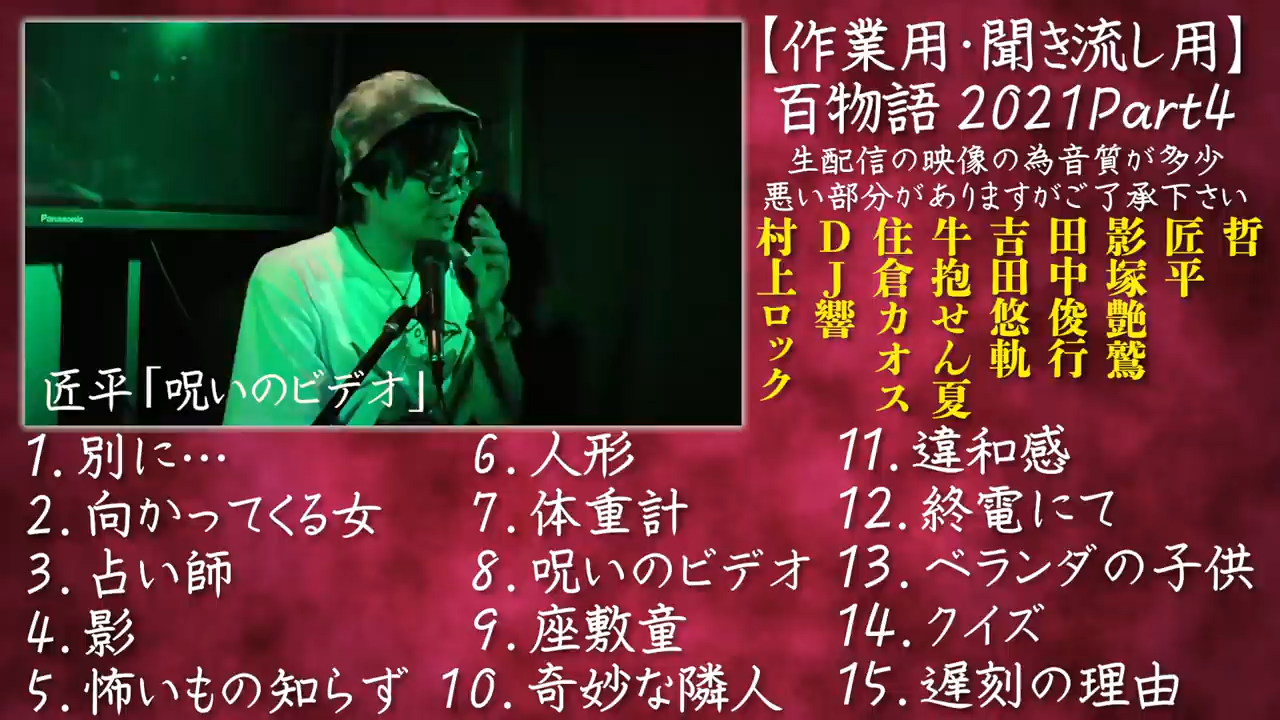 【作業用・聞き流し用】
百物語 2021Part4
生配信の映像の為音質が多少
悪い部分がありますがご了承下さい
哲
匠平
影塚艶鷲
田中俊行
吉田悠軌
牛抱せん夏
住倉カオス
DJ響
村上ロック
Panasonic
匠平「呪いのビデオ」
1. 別に…
2. 向かってくる女
3. 占い師
4. 影
5. 怖いもの知らず
6. 人形
7. 体重計
8. 呪いのビデオ
9. 座敷童
10. 奇妙な隣人
11. 違和感
12. 終電にて
13. ベランダの子供
14. クイズ
15. 遅刻の理由